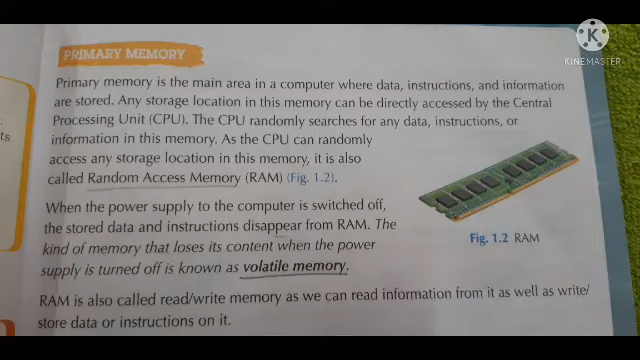 PRIMARY MEMORY
KINEMASTER
Primary memory is the main area in a computer where data, instructions, and information
are stored. Any storage location in this memory can be directly accessed by the Central
Processing Unit (CPU). The CPU randomly searches for any data, instructions, or
information in this memory. As the CPU can randomly
access any storage location in this memory, it is also
called Random Access Memory (RAM) (Fig. 1.2).
When the power supply to the computer is switched off,
the stored data and instructions disappear from RAM. The
kind of memory that loses its content when the power
supply is turned off is known as volatile memory.
Fig. 1.2 RAM
RAM is also called read/write memory as we can read information from it as well as write/
store data or instructions on it.